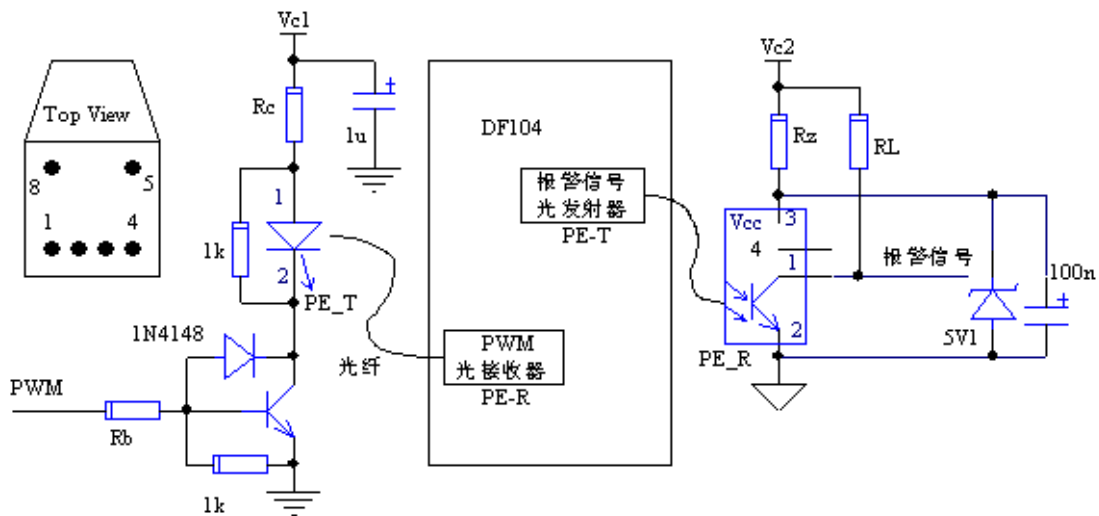 Vc1
Vc2
Top View
Rc
1u
DF104
Rz
RL
8
5
1
4
1
报警信号
光发射器
PE-T
Vcc
3
4
1
报警信号
100n
1k
2
PE_T
2
5V1
1N4148
光纤
PWM
光接收器
PE-R
PE_R
PWM
Rb
1k